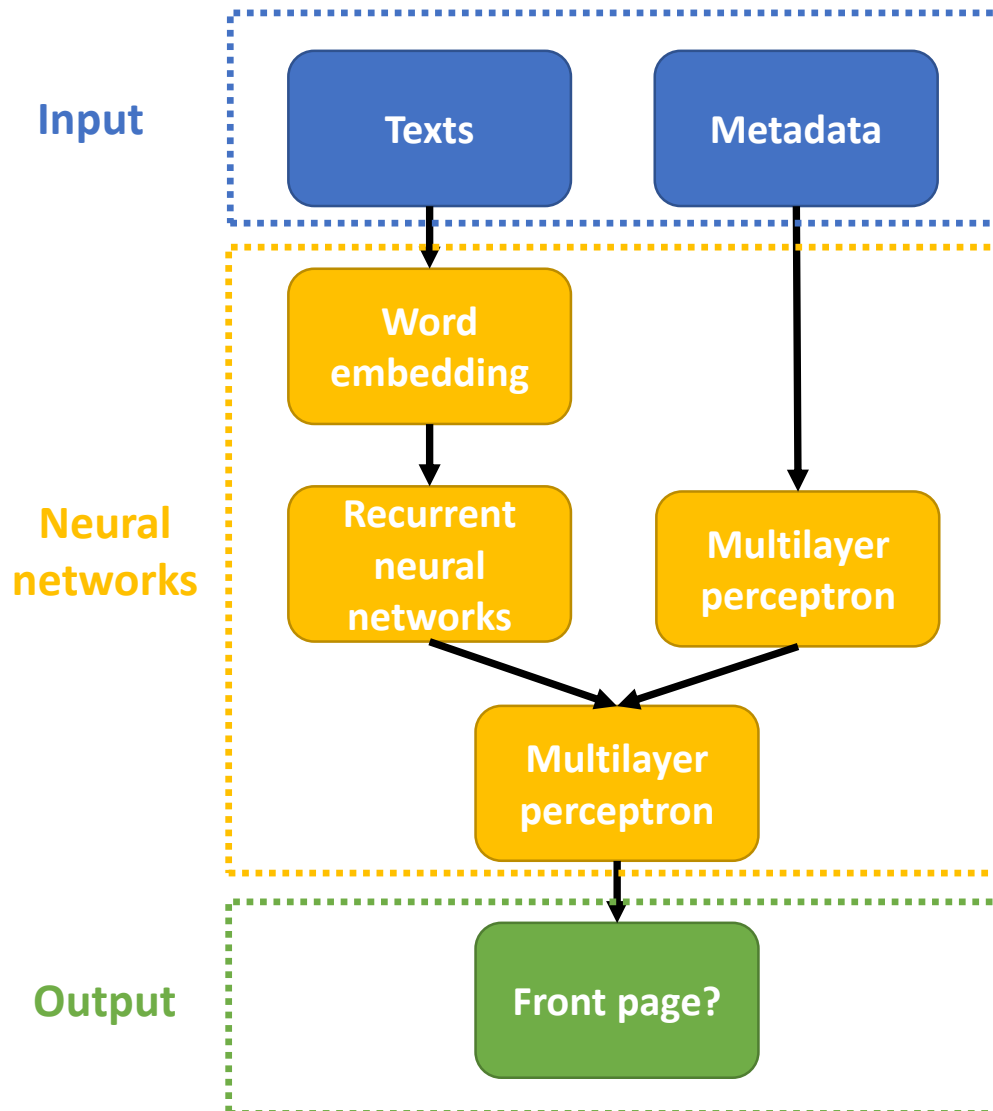 Input
Texts
Metadata
Word
embedding
Neural
networks
Recurrent
neural
networks
Multilayer
perceptron
Multilayer
perceptron
Output
Front page?